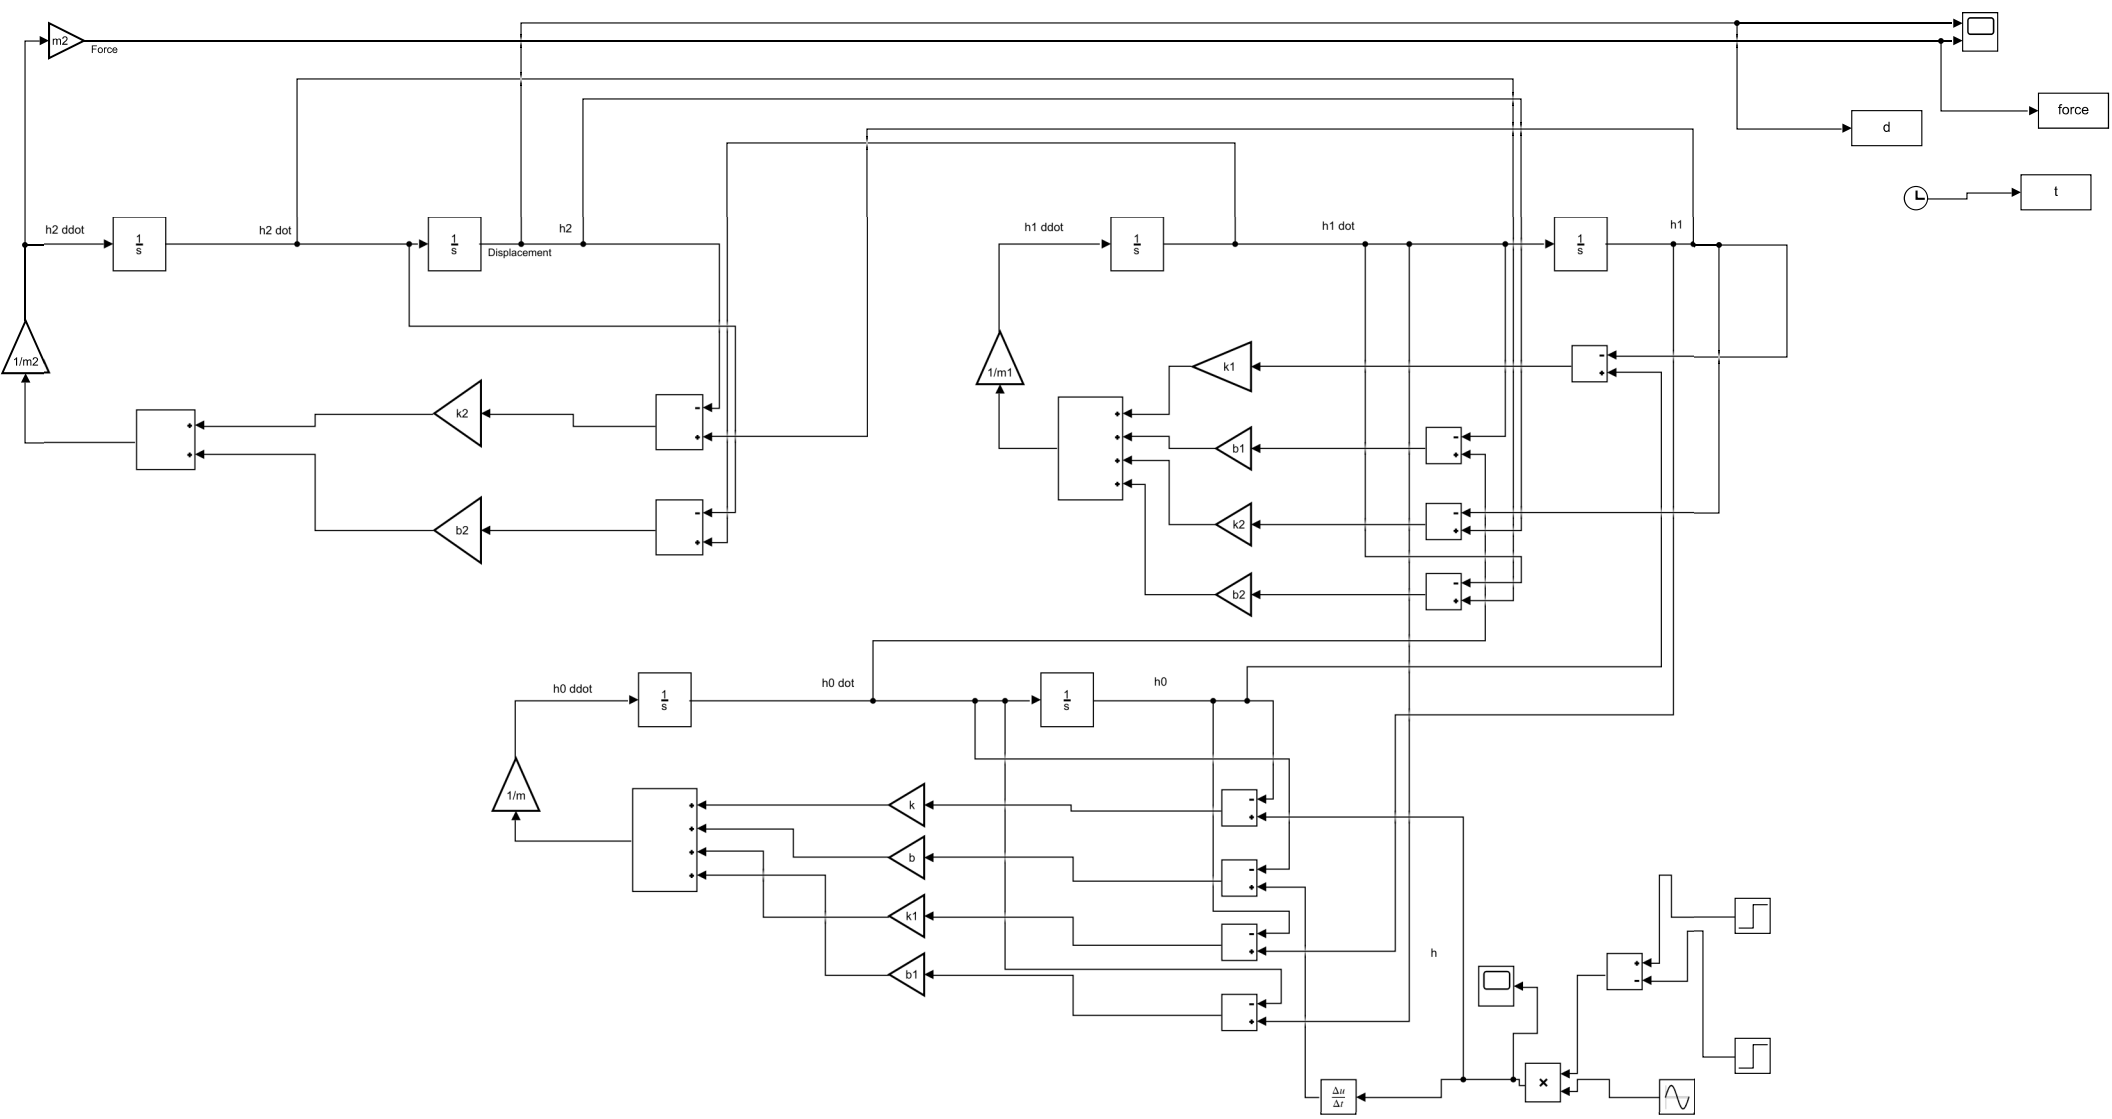 m2
Force
force
d
t
h2 ddot
1
s
h2 dot
1
s
Displacement
h2
h1 ddot
1
s
h1 dot
1
s
h1
1/m2
k2
b2
1/m1
k1
b1
k2
b2
h0 ddot
1
s
h0 dot
1
s
h0
1/m
k
b
k1
b1
h
Δu
Δt
×